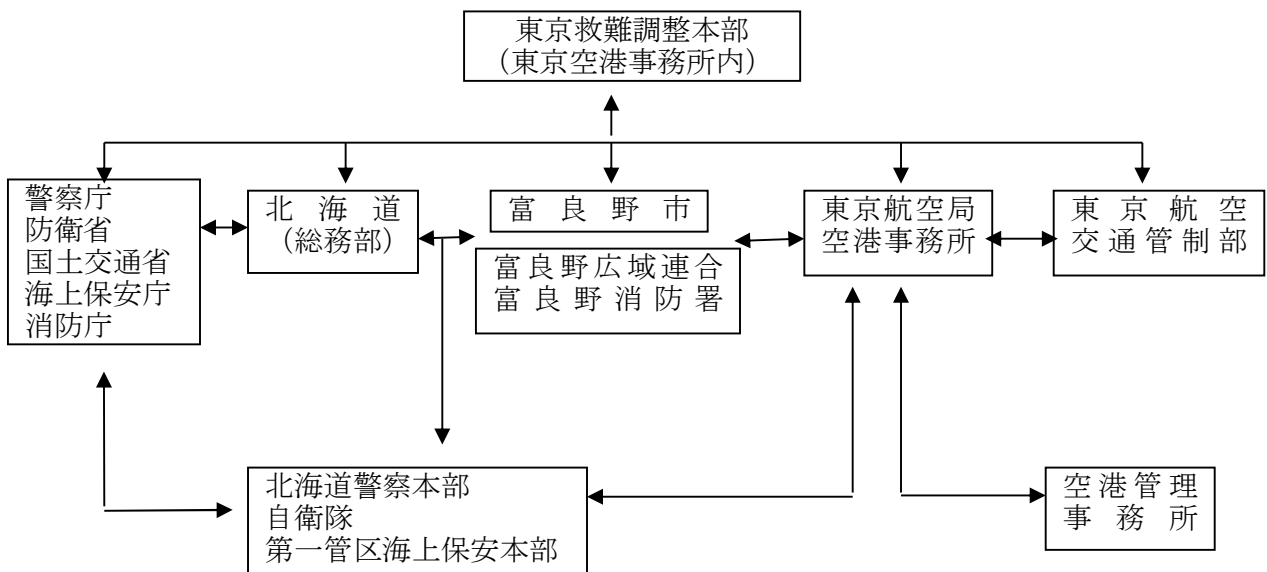 東京救難調整本部
（東京空港事務所内）
警察庁
防衛省
国土交通省
海上保安庁
消防庁
北海道
（総務部）
富良野市
富良野広域連合
富良野消防署
東京航空局
空港事務所
東京航空
交通管制部
北海道警察本部
自衛隊
第一管区海上保安本部
空港管理
事務所